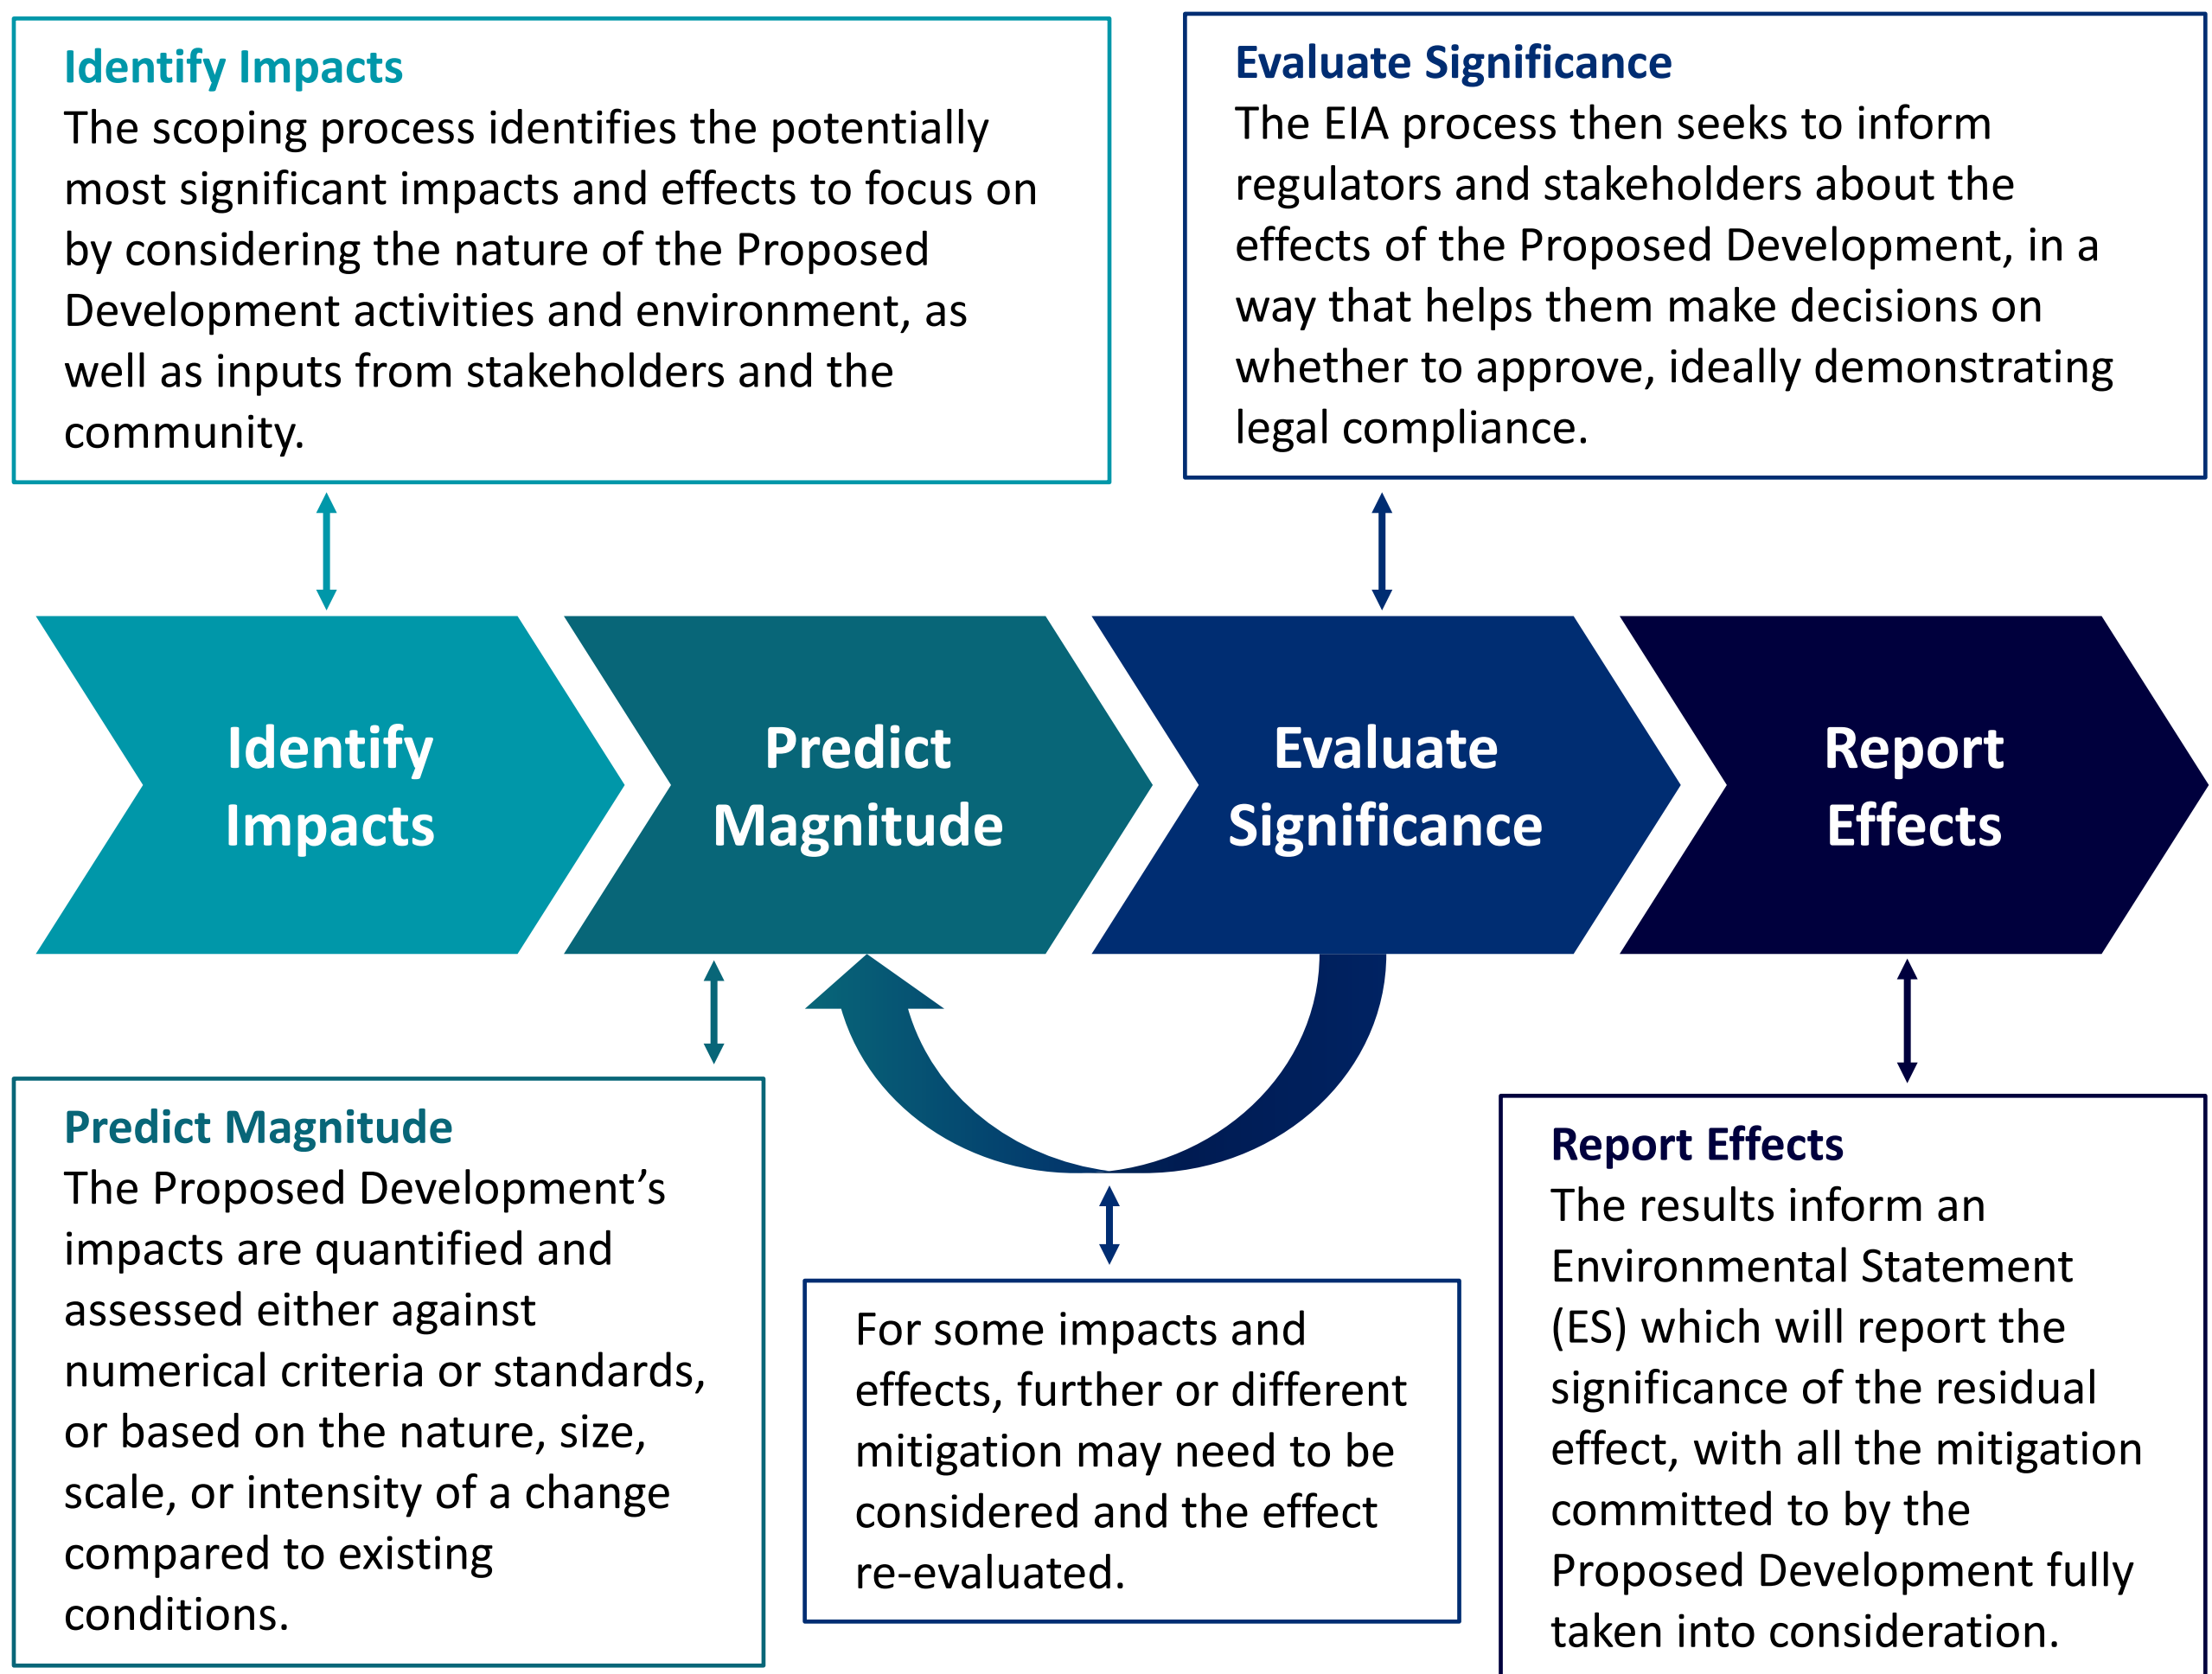 Identify Impacts
The scoping process identifies the potentially
most significant impacts and effects to focus on
by considering the nature of the Proposed
Development activities and environment, as
well as inputs from stakeholders and the
community.
Evaluate Significance
The EIA process then seeks to inform
regulators and stakeholders about the
effects of the Proposed Development, in a
way that helps them make decisions on
whether to approve, ideally demonstrating
legal compliance.
Identify
Impacts
Predict
Magnitude
Evaluate
Significance
Report
Effects
Predict Magnitude
The Proposed Development’s
impacts are quantified and
assessed either against
numerical criteria or standards,
or based on the nature, size,
scale, or intensity of a change
compared to existing
conditions.
For some impacts and
effects, further or different
mitigation may need to be
considered and the effect
re-evaluated.
Report Effects
The results inform an
Environmental Statement
(ES) which will report the
significance of the residual
effect, with all the mitigation
committed to by the
Proposed Development fully
taken into consideration.